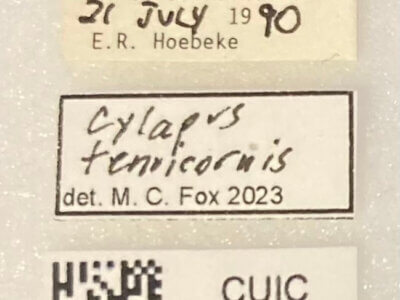 21 JULY 1990
E.R. Hoebeke
Cylapus
tenuicornis
det. M. C. Fox 2023
CUIC